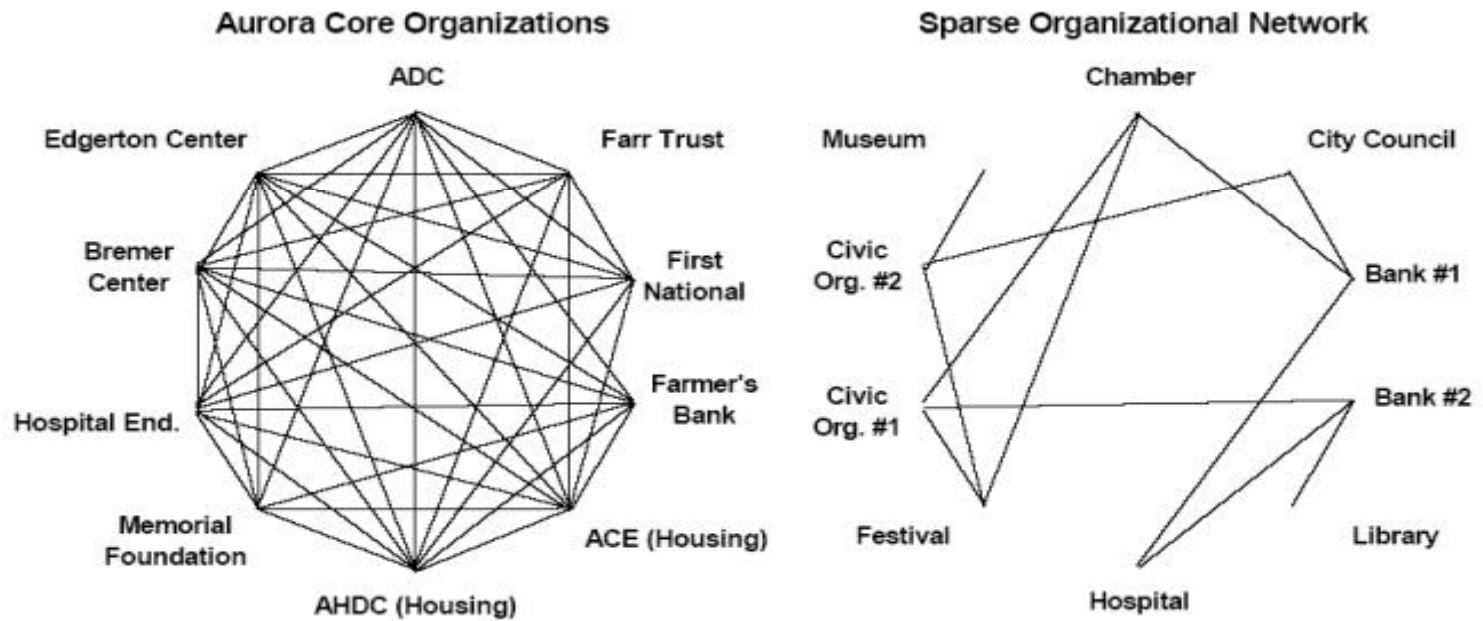 Aurora Core Organizations
ADC
Edgerton Center
Farr Trust
Bremer
Center
First
National
Hospital End.
Farmer's
Bank
Memorial
Foundation
ACE (Housing)
AHDC (Housing)
Sparse Organizational Network
Chamber
Museum
City Council
Civic
Org. #2
Bank #1
Civic
Org. #1
Bank #2
Festival
Library
Hospital